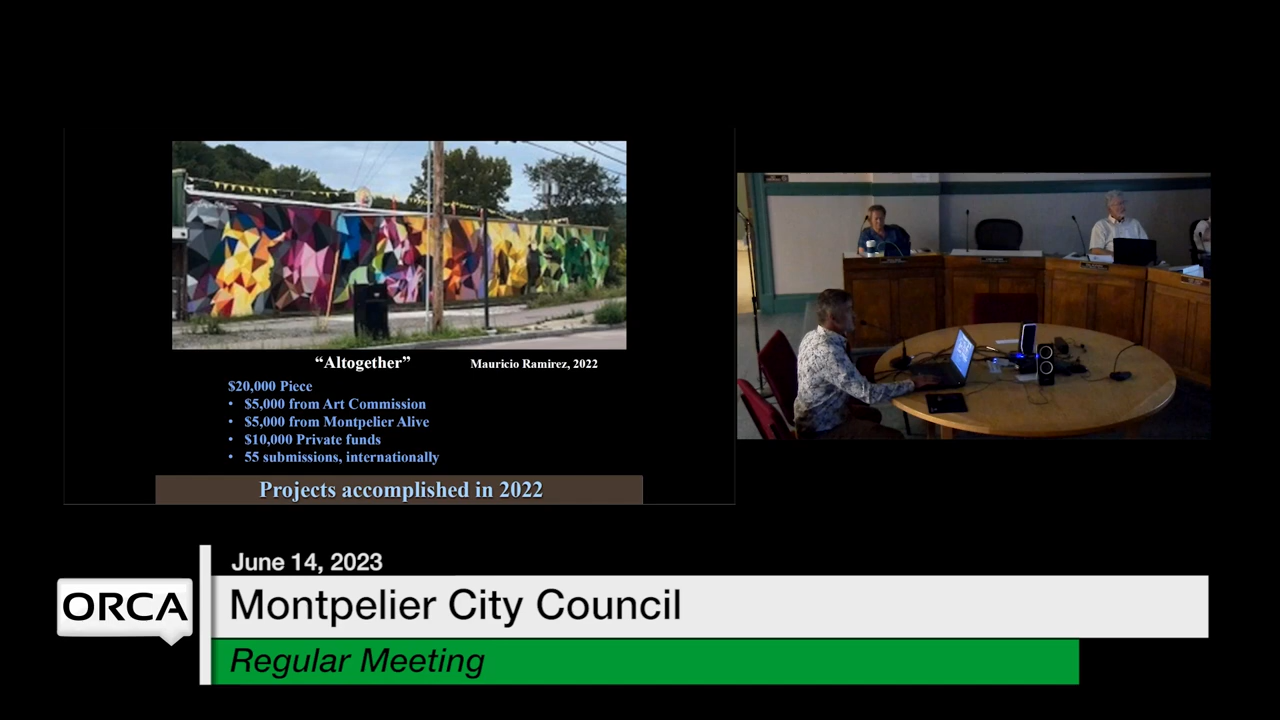 “Altogether”
Mauricio Ramirez, 2022
$20,000 Piece
• $5,000 from Art Commission
• $5,000 from Montpelier Alive
• $10,000 Private funds
• 55 submissions, internationally
Projects accomplished in 2022
June 14, 2023
ORCA
Montpelier City Council
Regular Meeting